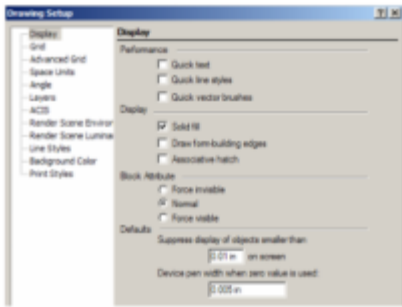 Drawing Setup
Display
Grid
Advanced Grid
Space Units
Angle
Layers
ACIS
Render Scene Environ
Render Scene Lumina
Line Styles
Background Color
Print Styles
Display
Performance
Quick text
Quick line styles
Quick vector brushes
Display
Solid fill
Draw form-building edges
Associative hatch
Block Attribute
Force invisible
Normal
Force visible
Defaults
Suppress display of objects smaller than
0.01 in on screen
Device pen width when zero value is used:
0.005 in